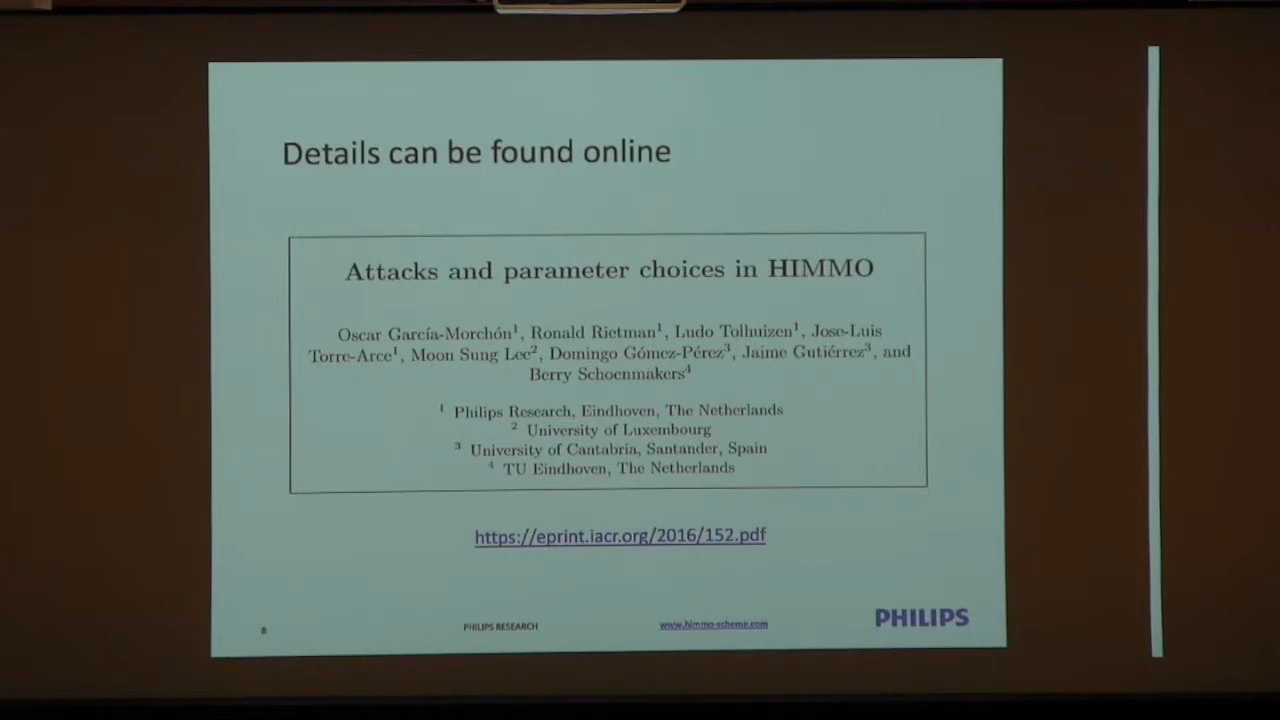 Details can be found online
Attacks and parameter choices in HIMMO
Oscar García-Morchón¹, Ronald Rietman¹, Ludo Tolhuizen¹, Jose-Luis
Torre-Arce¹, Moon Sung Lee², Domingo Gómez-Pérez³, Jaime Gutiérrez³, and
Berry Schoenmakers⁴
¹ Philips Research, Eindhoven, The Netherlands
² University of Luxembourg
³ University of Cantabria, Santander, Spain
⁴ TU Eindhoven, The Netherlands
https://eprint.iacr.org/2016/152.pdf
8 PHILIPS RESEARCH www.himmo-scheme.com PHILIPS